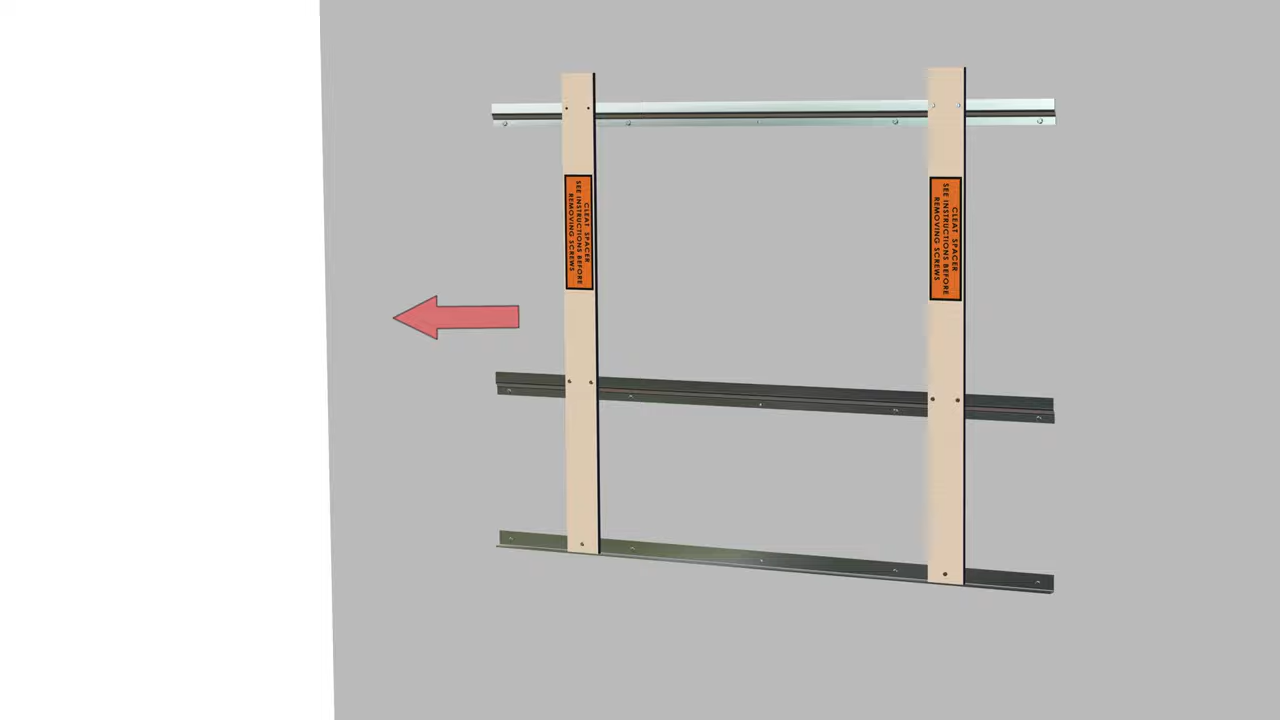 CLEAT SPACER
SEE INSTRUCTIONS BEFORE
REMOVING SCREWS
CLEAT SPACER
SEE INSTRUCTIONS BEFORE
REMOVING SCREWS